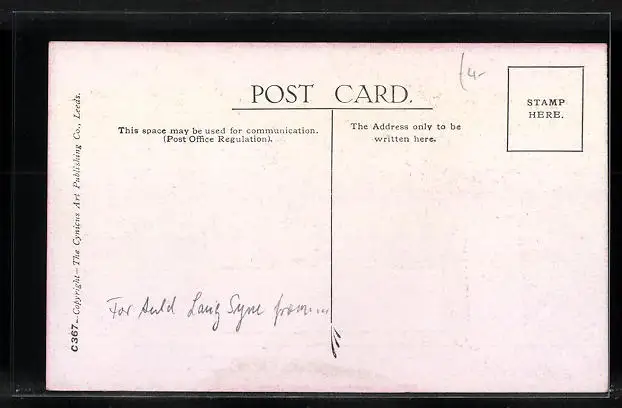 POST CARD.
STAMP
HERE.
This space may be used for communication.
(Post Office Regulation).
The Address only to be
written here.
C367.—Copyright—The Cynicus Art Publishing Co., Leeds.
For Auld Lang Syne from